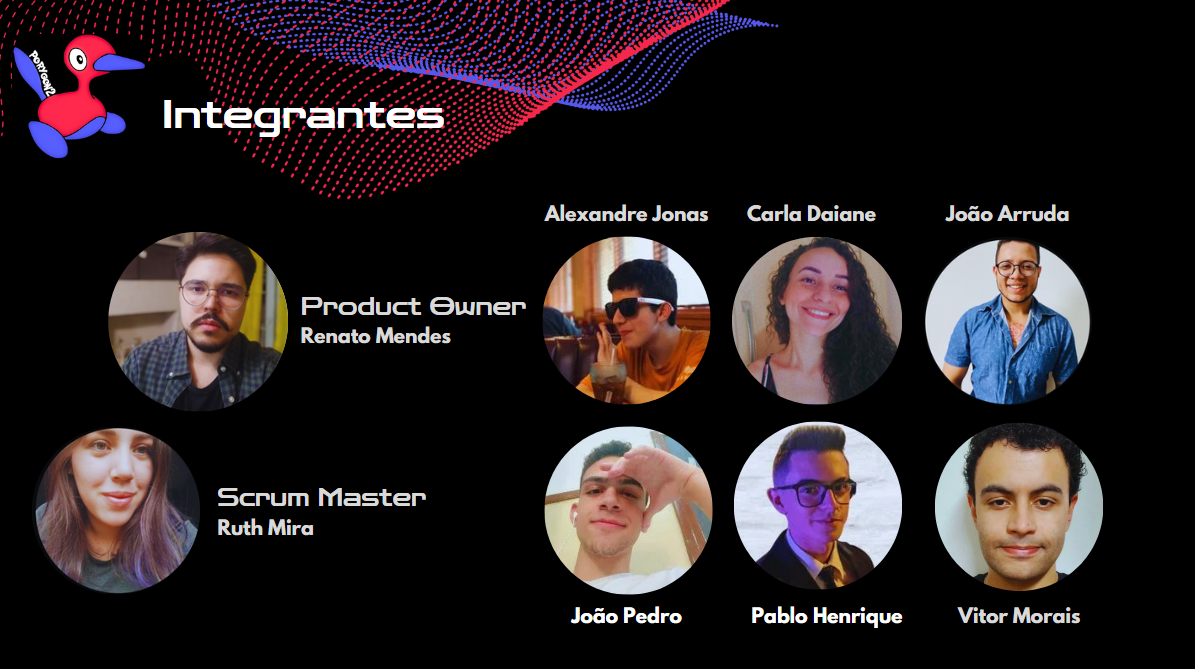 PORYGON2
Integrantes
Product Owner
Renato Mendes
Scrum Master
Ruth Mira
Alexandre Jonas
Carla Daiane
João Arruda
João Pedro
Pablo Henrique
Vitor Morais